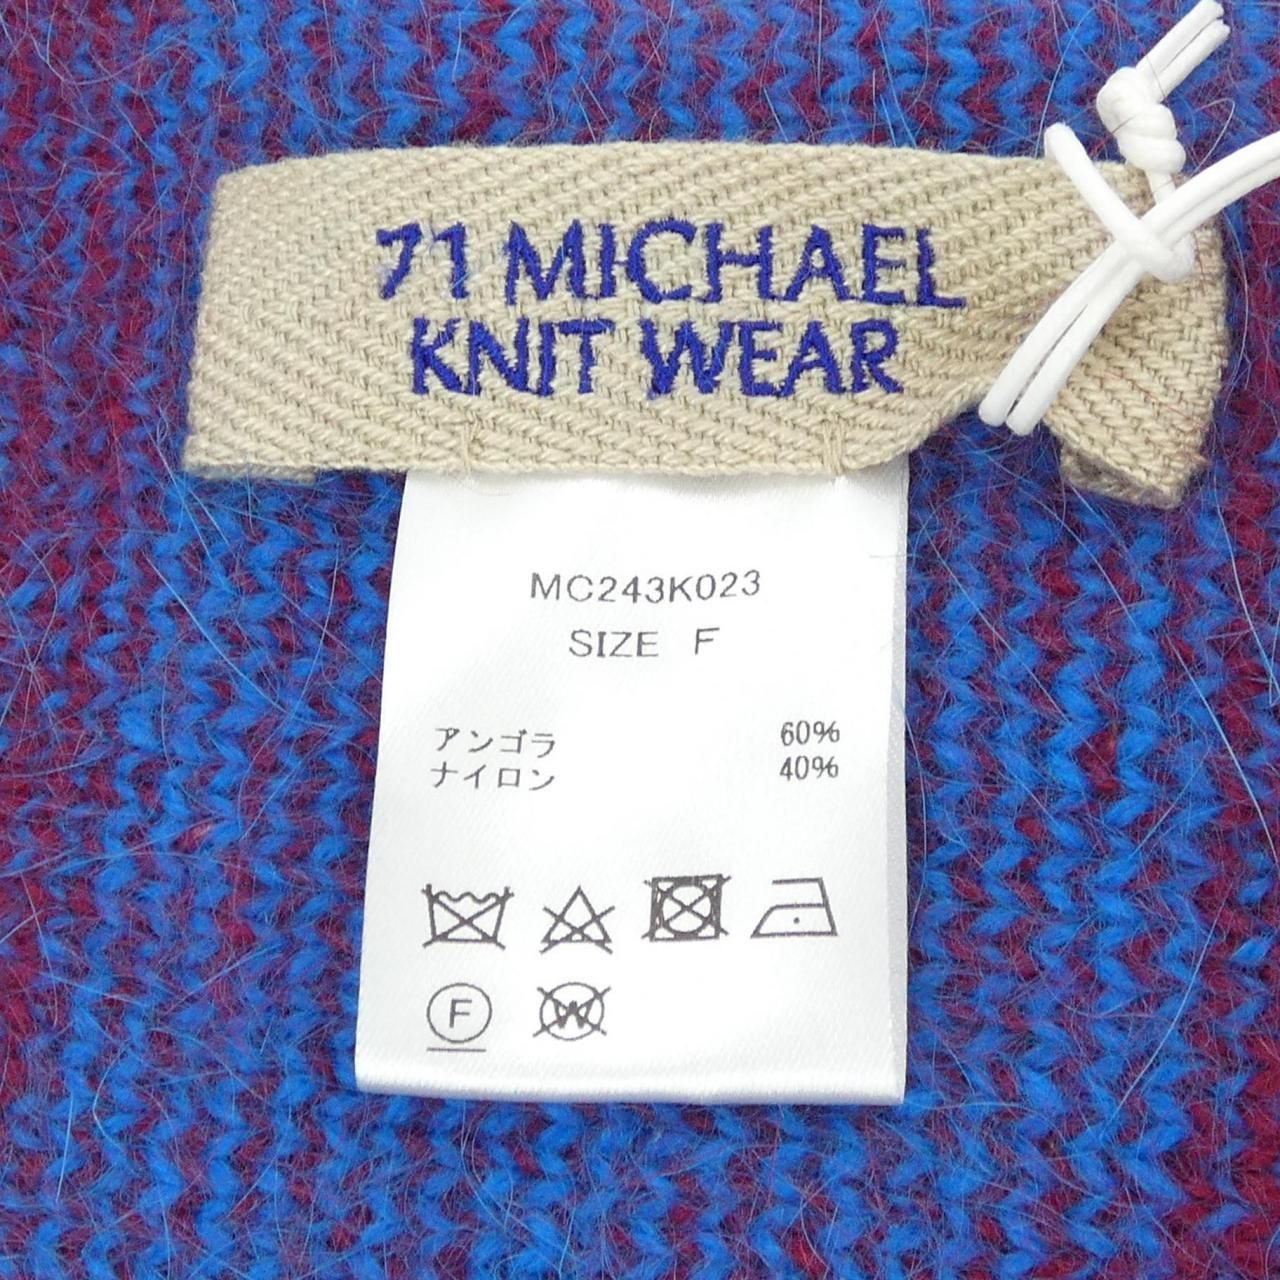 71 MICHAEL
KNIT WEAR
MC243K023
SIZE F
アンゴラ 60%
ナイロン 40%
F
W